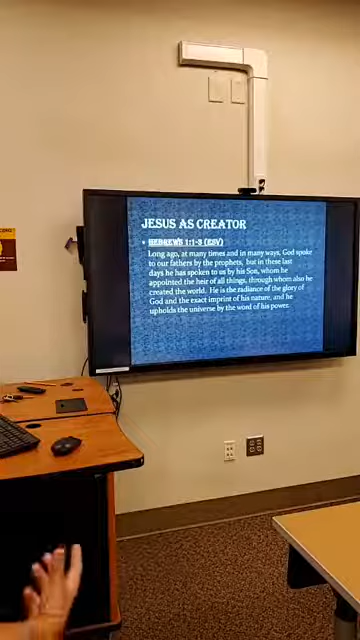 JESUS AS CREATOR
• HEBREWS 1:1-3 (ESV)
Long ago, at many times and in many ways, God spoke
to our fathers by the prophets, but in these last
days he has spoken to us by his Son, whom he
appointed the heir of all things, through whom also he
created the world. He is the radiance of the glory of
God and the exact imprint of his nature, and he
upholds the universe by the word of his power.